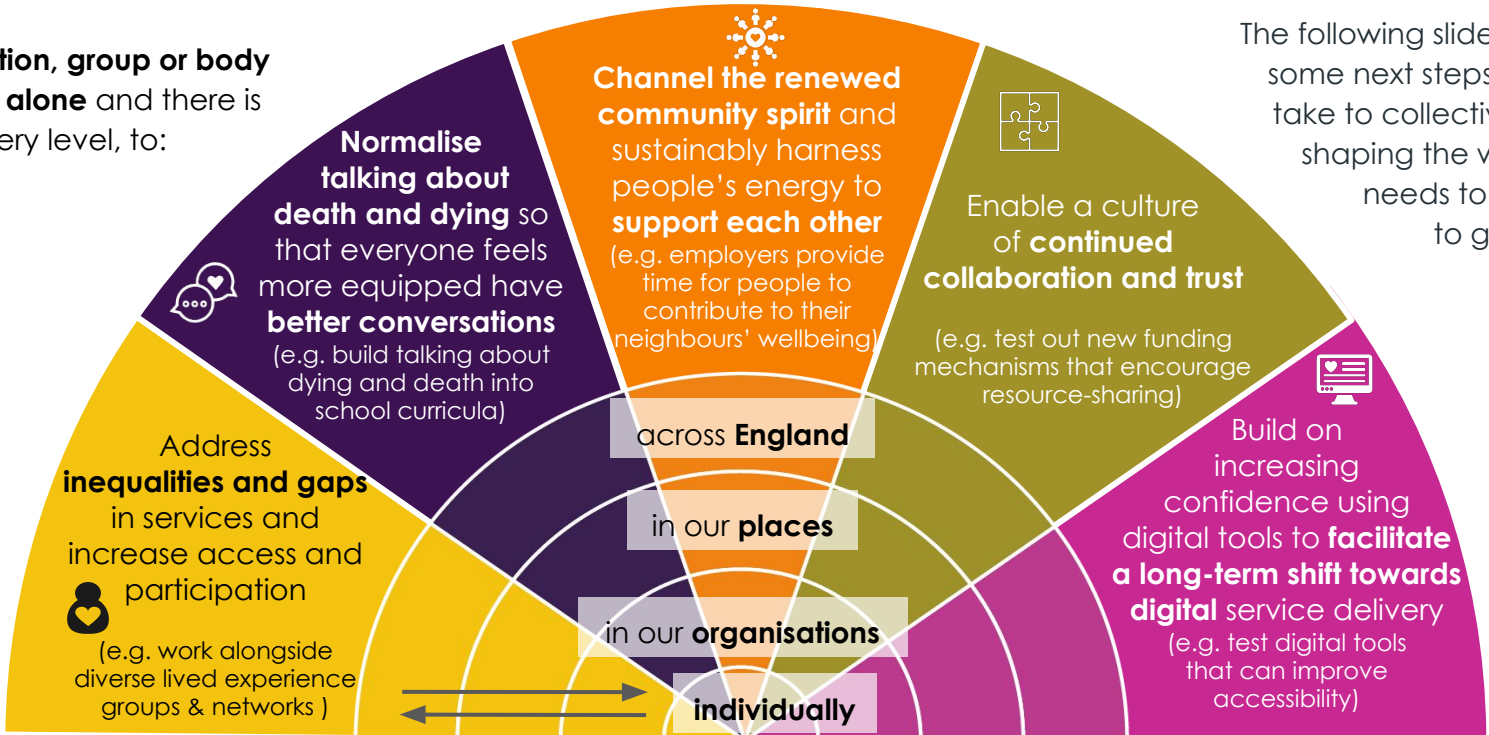 tion, group or body
alone and there is
ery level, to:
The following slide
some next steps
take to collectiv
shaping the v
needs to
to g
Address
inequalities and gaps
in services and
increase access and
participation
(e.g. work alongside
diverse lived experience
groups & networks )
Normalise
talking about
death and dying so
that everyone feels
more equipped have
better conversations
(e.g. build talking about
dying and death into
school curricula)
Channel the renewed
community spirit and
sustainably harness
people’s energy to
support each other
(e.g. employers provide
time for people to
contribute to their
neighbours’ wellbeing)
Enable a culture
of continued
collaboration and trust
(e.g. test out new funding
mechanisms that encourage
resource-sharing)
Build on
increasing
confidence using
digital tools to facilitate
a long-term shift towards
digital service delivery
(e.g. test digital tools
that can improve
accessibility)
across England
in our places
in our organisations
individually